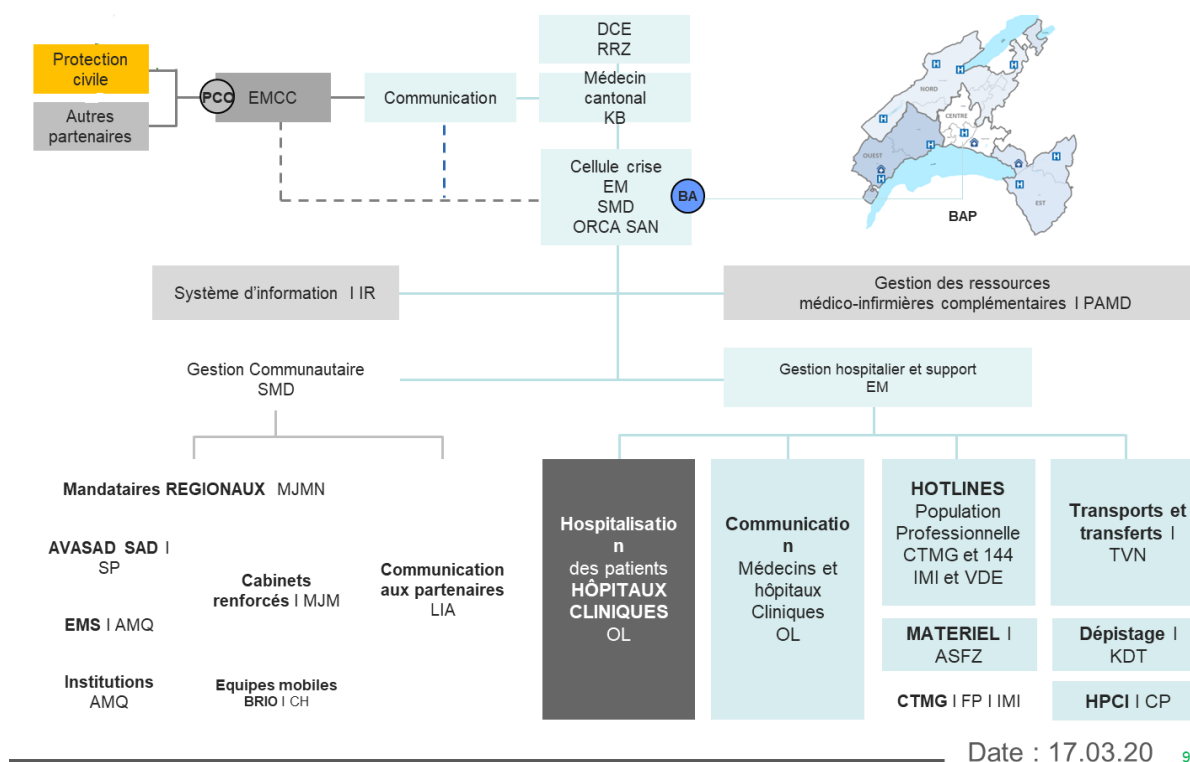 DCE
RRZ
Protection
civile
Autres
partenaires
PCC
EMCC
Communication
Médecin
cantonal
KB
Cellule crise
EM
SMD
ORCA SAN
BA
NORD
CENTRE
OUEST
EST
H
H
H
H
H
H
H
H
BAP
Système d'information I IR
Gestion des ressources
médico-infirmières complémentaires I PAMD
Gestion Communautaire
SMD
Gestion hospitalier et support
EM
Mandataires REGIONAUX MJMN
AVASAD SAD I
SP
EMS I AMQ
Institutions
AMQ
Cabinets
renforcés I MJM
Equipes mobiles
BRIO I CH
Communication
aux partenaires
LIA
Hospitalisatio
n
des patients
HÔPITAUX
CLINIQUES
OL
Communicatio
n
Médecins et
hôpitaux
Cliniques
OL
HOTLINES
Population
Professionnelle
CTMG et 144
IMI et VDE
MATERIEL I
ASFZ
CTMG I FP I IMI
Transports et
transferts I
TVN
Dépistage I
KDT
HPCI I CP
Date : 17.03.20
9